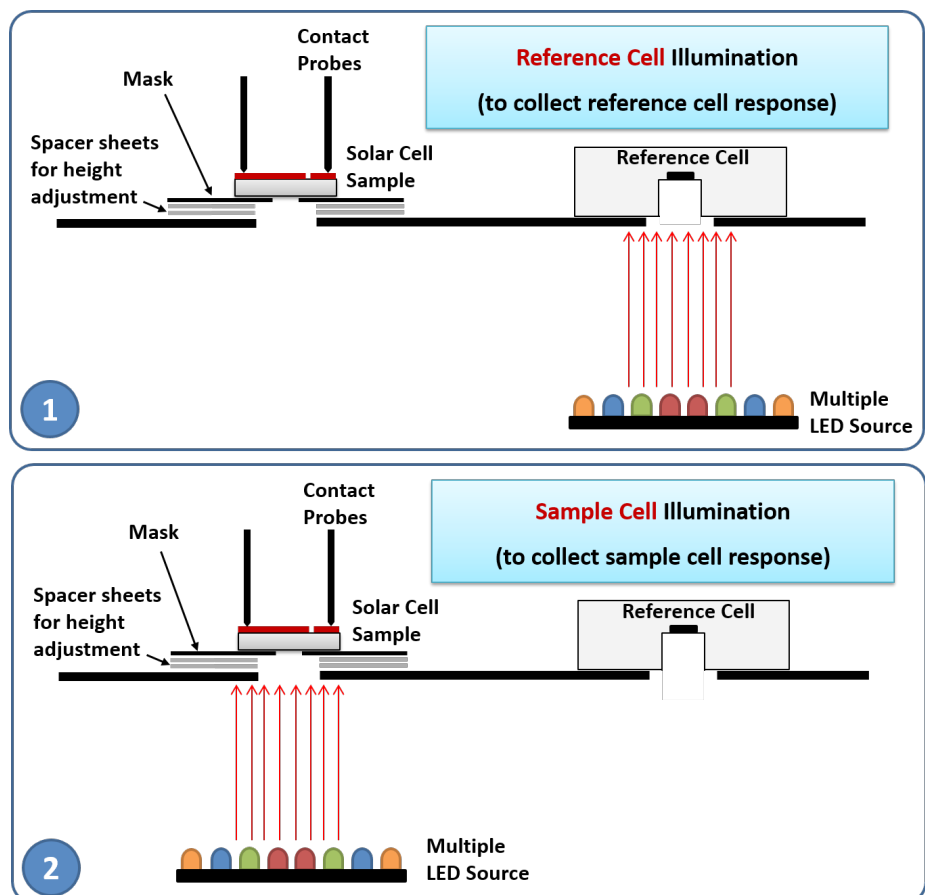 Contact
Probes
Mask
Spacer sheets
for height
adjustment
Solar Cell
Sample
Reference Cell Illumination
(to collect reference cell response)
Reference Cell
Multiple
LED Source
1
Contact
Probes
Mask
Spacer sheets
for height
adjustment
Solar Cell
Sample
Sample Cell Illumination
(to collect sample cell response)
Reference Cell
Multiple
LED Source
2